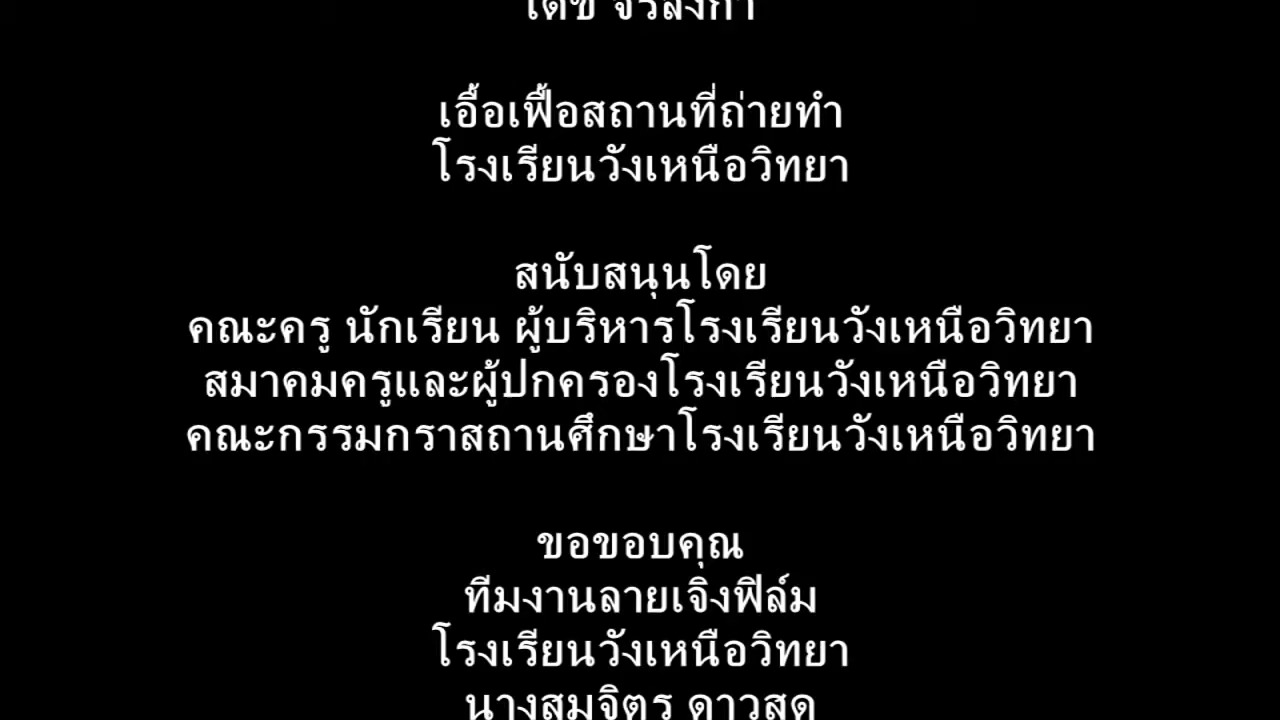 เอื้อเฟื้อสถานที่ถ่ายทำ
โรงเรียนวังเหนือวิทยา
สนับสนุนโดย
คณะครู นักเรียน ผู้บริหารโรงเรียนวังเหนือวิทยา
สมาคมครูและผู้ปกครองโรงเรียนวังเหนือวิทยา
คณะกรรมกราสถานศึกษาโรงเรียนวังเหนือวิทยา
ขอขอบคุณ
ทีมงานลายเจิงฟิล์ม
โรงเรียนวังเหนือวิทยา
นางสมจิตร ดาวสด